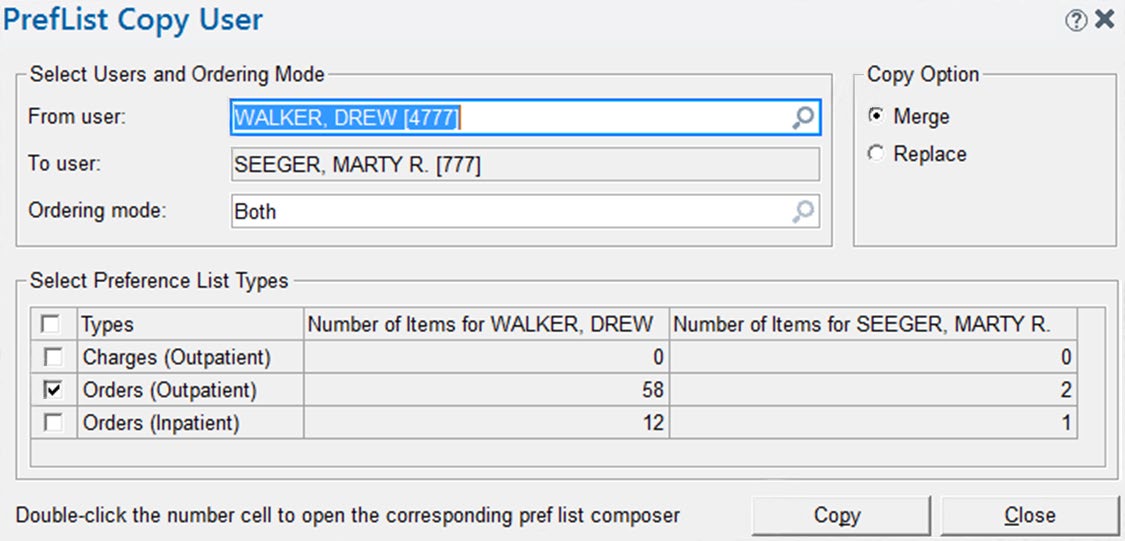 PrefList Copy User
Select Users and Ordering Mode
From user: WALKER, DREW [4777]
To user: SEEGER, MARTY R. [777]
Ordering mode: Both
Copy Option
Merge
Replace
Select Preference List Types
Types Number of Items for WALKER, DREW Number of Items for SEEGER, MARTY R.
Charges (Outpatient) 0 0
Orders (Outpatient) 58 2
Orders (Inpatient) 12 1
Double-click the number cell to open the corresponding pref list composer
Copy
Close